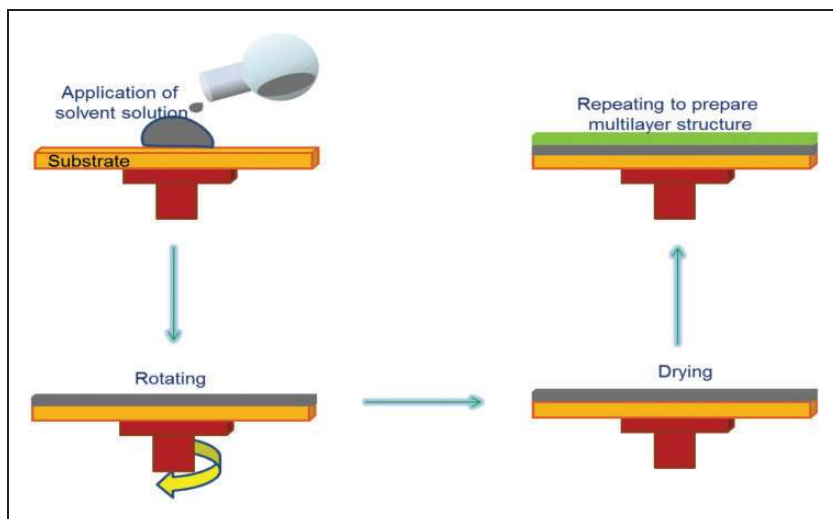 Application of
solvent solution
Substrate
Rotating
Drying
Repeating to prepare
multilayer structure